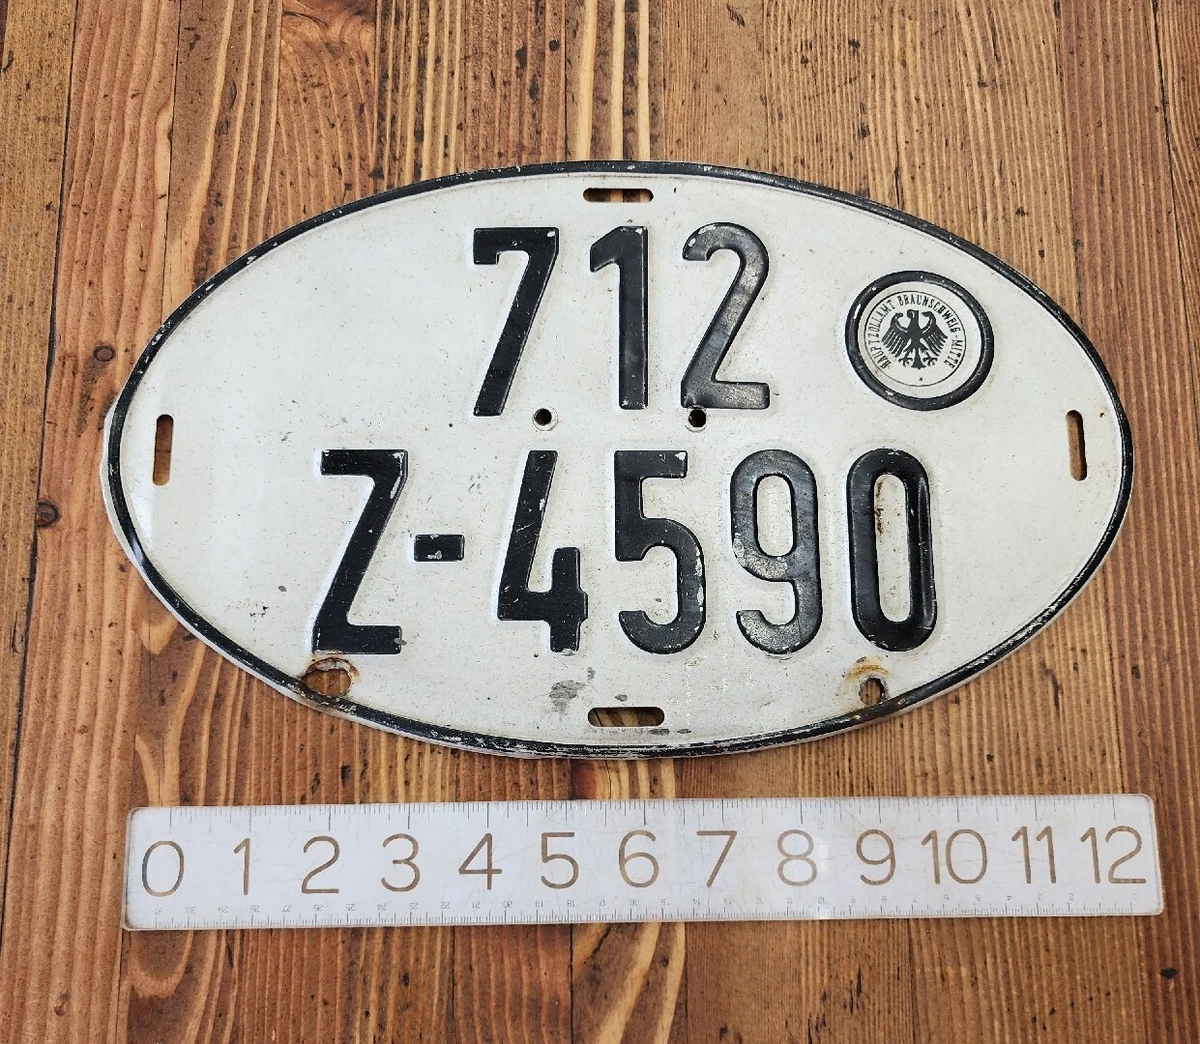 712
HAUPTZOLLAMT BRAUNSCHWEIG-MITTE
Z-4590
0 1 2 3 4 5 6 7 8 9 10 11 12